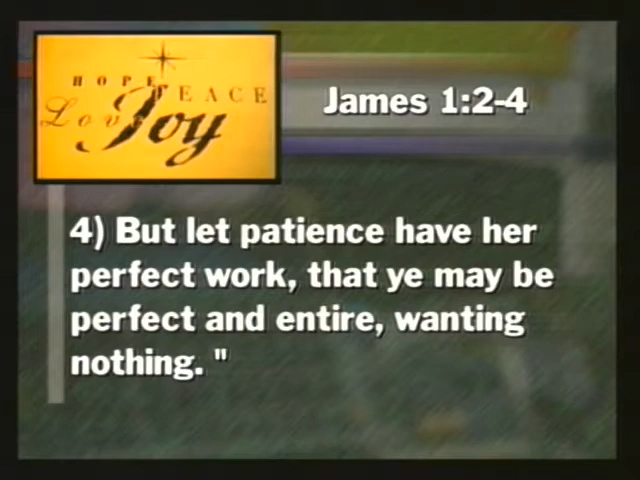 HOPE
PEACE
Love
Joy
James 1:2-4
4) But let patience have her
perfect work, that ye may be
perfect and entire, wanting
nothing. "